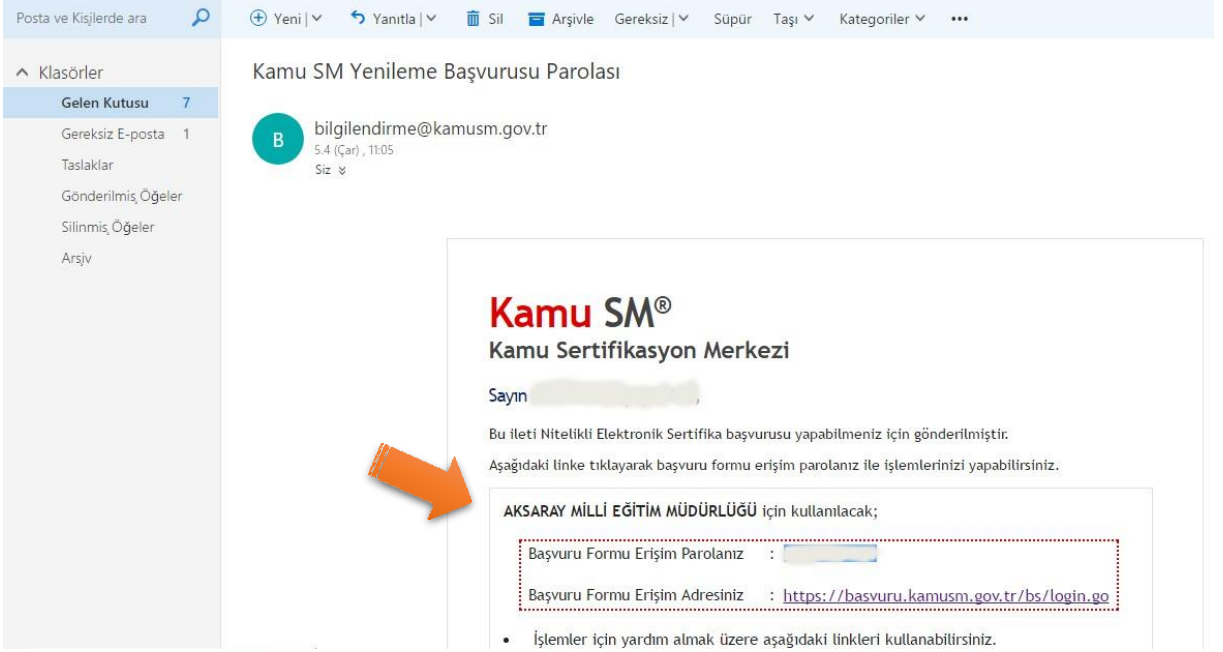 Posta ve Kişilerde ara
Yeni | Yanıtla | Sil Arşivle Gereksiz | Süpür Taşı Kategoriler •••
Klasörler
Gelen Kutusu 7
Gereksiz E-posta 1
Taslaklar
Gönderilmiş Öğeler
Silinmiş Öğeler
Arşiv
Kamu SM Yenileme Başvurusu Parolası
B
bilgilendirme@kamusm.gov.tr
5.4 (Çar) , 11:05
Siz
Kamu SM®
Kamu Sertifikasyon Merkezi
Sayın ,
Bu ileti Nitelikli Elektronik Sertifika başvurusu yapabilmeniz için gönderilmiştir.
Aşağıdaki linke tıklayarak başvuru formu erişim parolanız ile işlemlerinizi yapabilirsiniz.
AKSARAY MİLLİ EĞİTİM MÜDÜRLÜĞÜ için kullanılacak;
Başvuru Formu Erişim Parolanız :
Başvuru Formu Erişim Adresiniz : https://basvuru.kamusm.gov.tr/bs/login.go
• İşlemler için yardım almak üzere aşağıdaki linkleri kullanabilirsiniz.